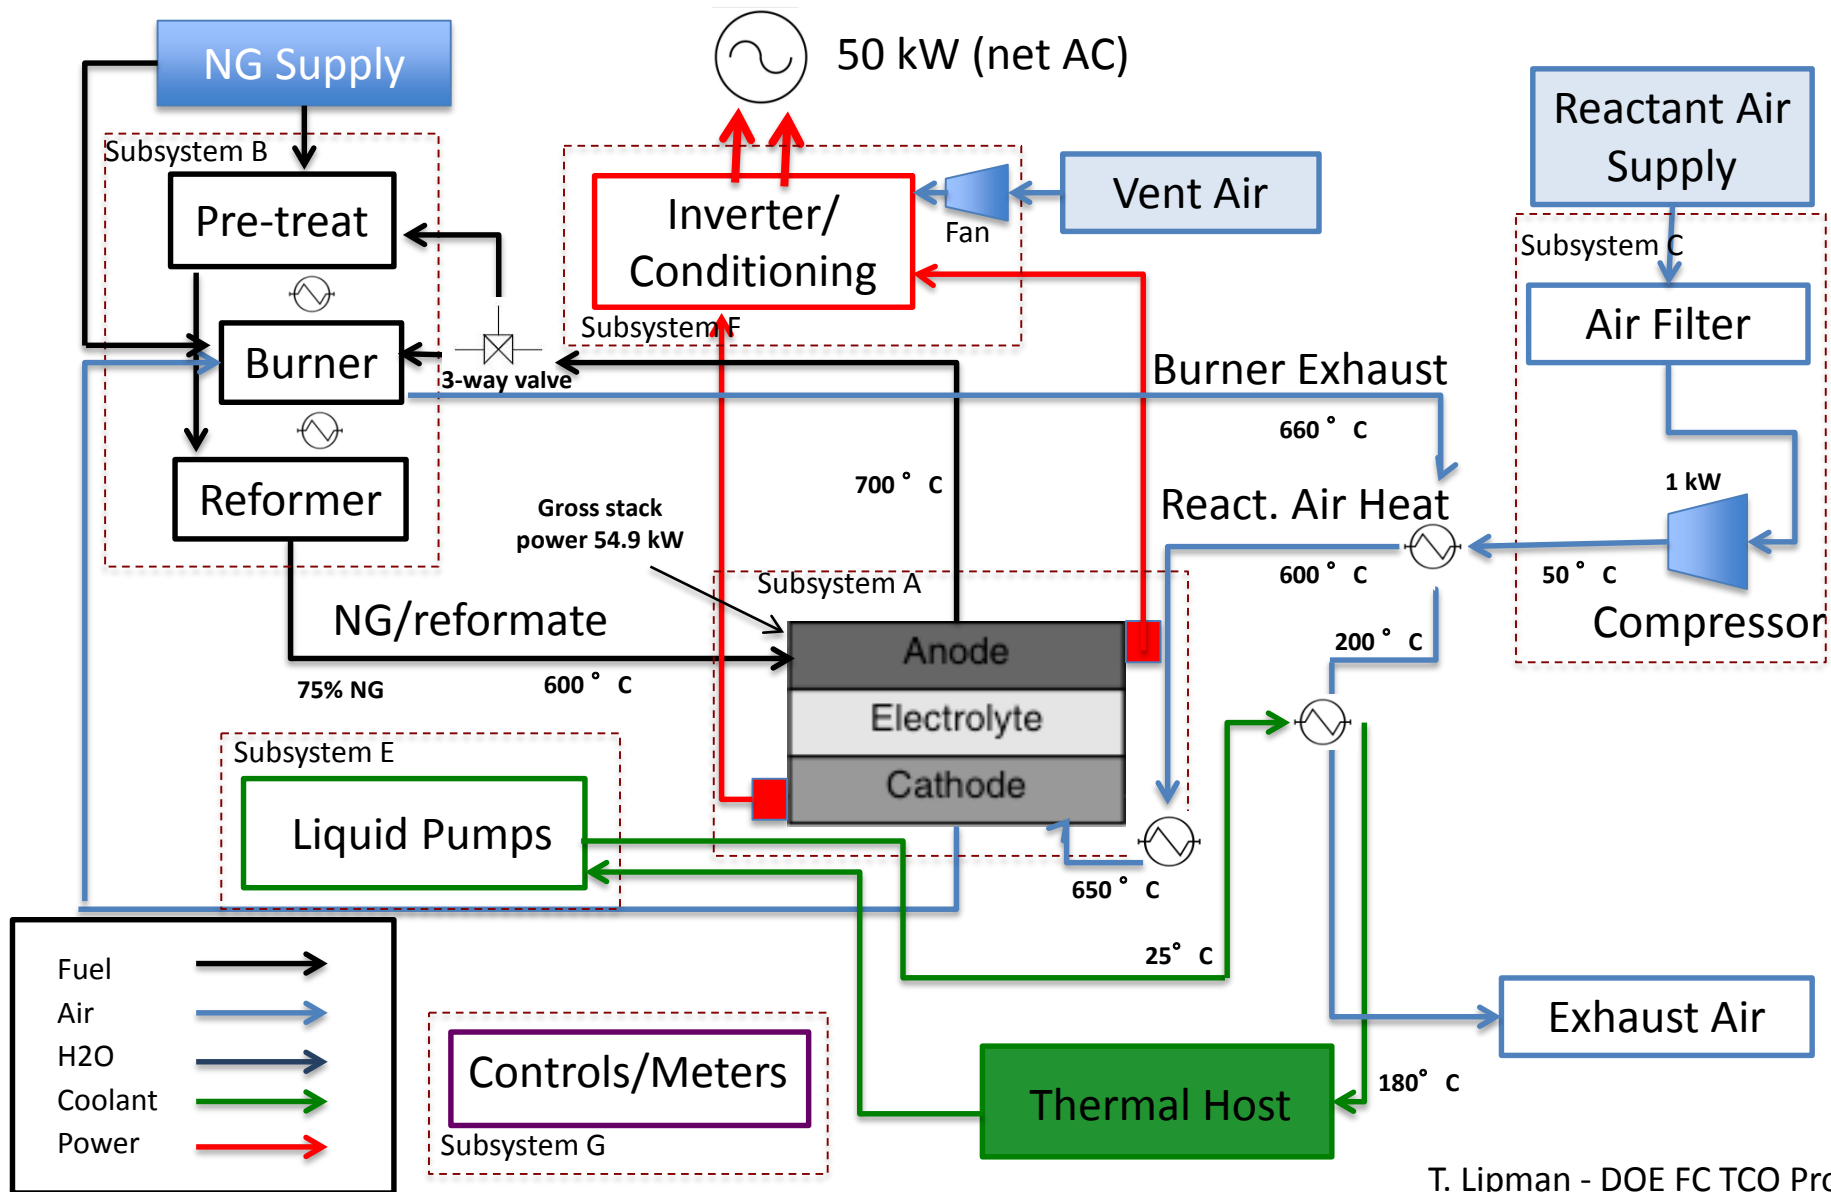 NG Supply
50 kW (net AC)
Reactant Air
Supply
Subsystem B
Pre-treat
Inverter/
Conditioning
Fan
Vent Air
Subsystem C
Air Filter
Subsystem F
Burner
3-way valve
Burner Exhaust
660° C
Reformer
700° C
React. Air Heat
1 kW
Gross stack
power 54.9 kW
600° C
50° C
Compressor
Subsystem A
NG/reformate
200° C
Anode
75% NG
600° C
Electrolyte
Subsystem E
Cathode
Liquid Pumps
650° C
25° C
Fuel
Air
H2O
Coolant
Power
Controls/Meters
Subsystem G
Exhaust Air
Thermal Host
180° C
T. Lipman - DOE FC TCO Pro